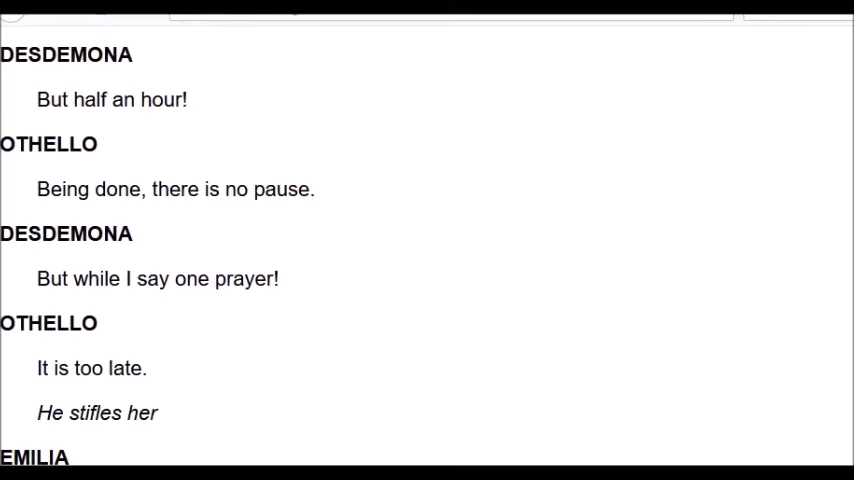 DESDEMONA
But half an hour!
OTHELLO
Being done, there is no pause.
DESDEMONA
But while I say one prayer!
OTHELLO
It is too late.
He stifles her
EMILIA